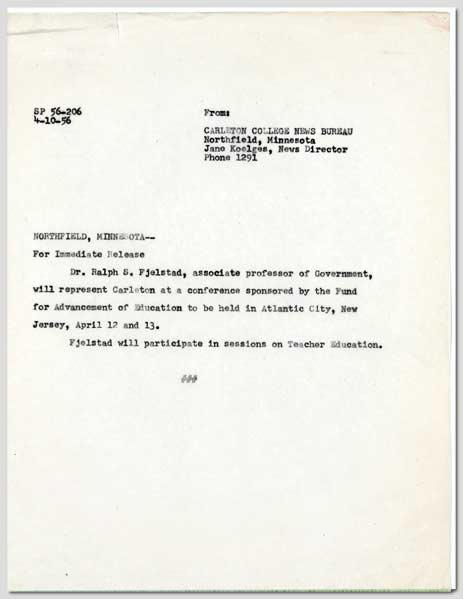 SP 56-206
4-10-56
From:
CARLETON COLLEGE NEWS BUREAU
Northfield, Minnesota
Jane Koelges, News Director
Phone 1291
NORTHFIELD, MINNESOTA--
For Immediate Release
Dr. Ralph S. Fjelstad, associate professor of Government,
will represent Carleton at a conference sponsored by the Fund
for Advancement of Education to be held in Atlantic City, New
Jersey, April 12 and 13.
Fjelstad will participate in sessions on Teacher Education.
###